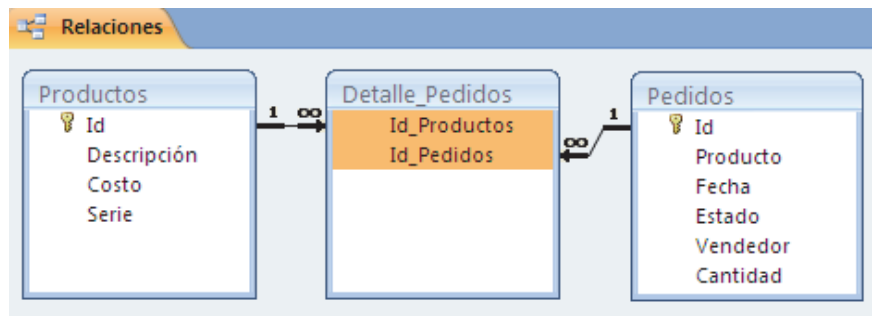 Relaciones
Productos
Id
Descripción
Costo
Serie
1 ∞
Detalle_Pedidos
Id_Productos
Id_Pedidos
∞ 1
Pedidos
Id
Producto
Fecha
Estado
Vendedor
Cantidad